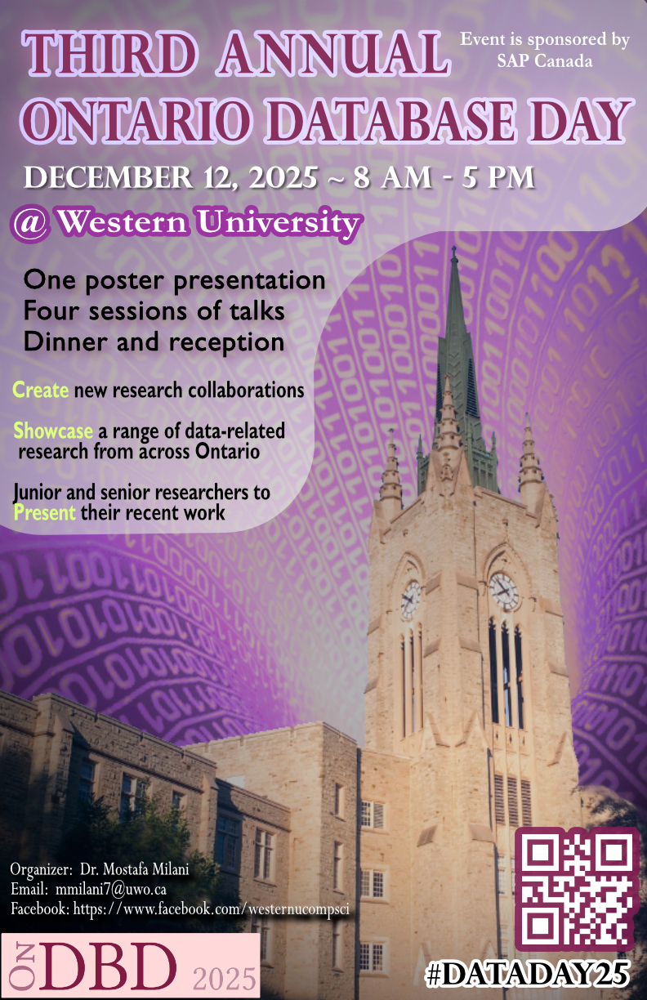 THIRD ANNUAL
Event is sponsored by
SAP Canada
ONTARIO DATABASE DAY
DECEMBER 12, 2025 ~ 8 AM - 5 PM
@ Western University
One poster presentation
Four sessions of talks
Dinner and reception
Create new research collaborations
Showcase a range of data-related
research from across Ontario
Junior and senior researchers to
Present their recent work
Organizer: Dr. Mostafa Milani
Email: mmilani7@uwo.ca
Facebook: https://www.facebook.com/westernucompsci
ON DBD 2025
#DATADAY25